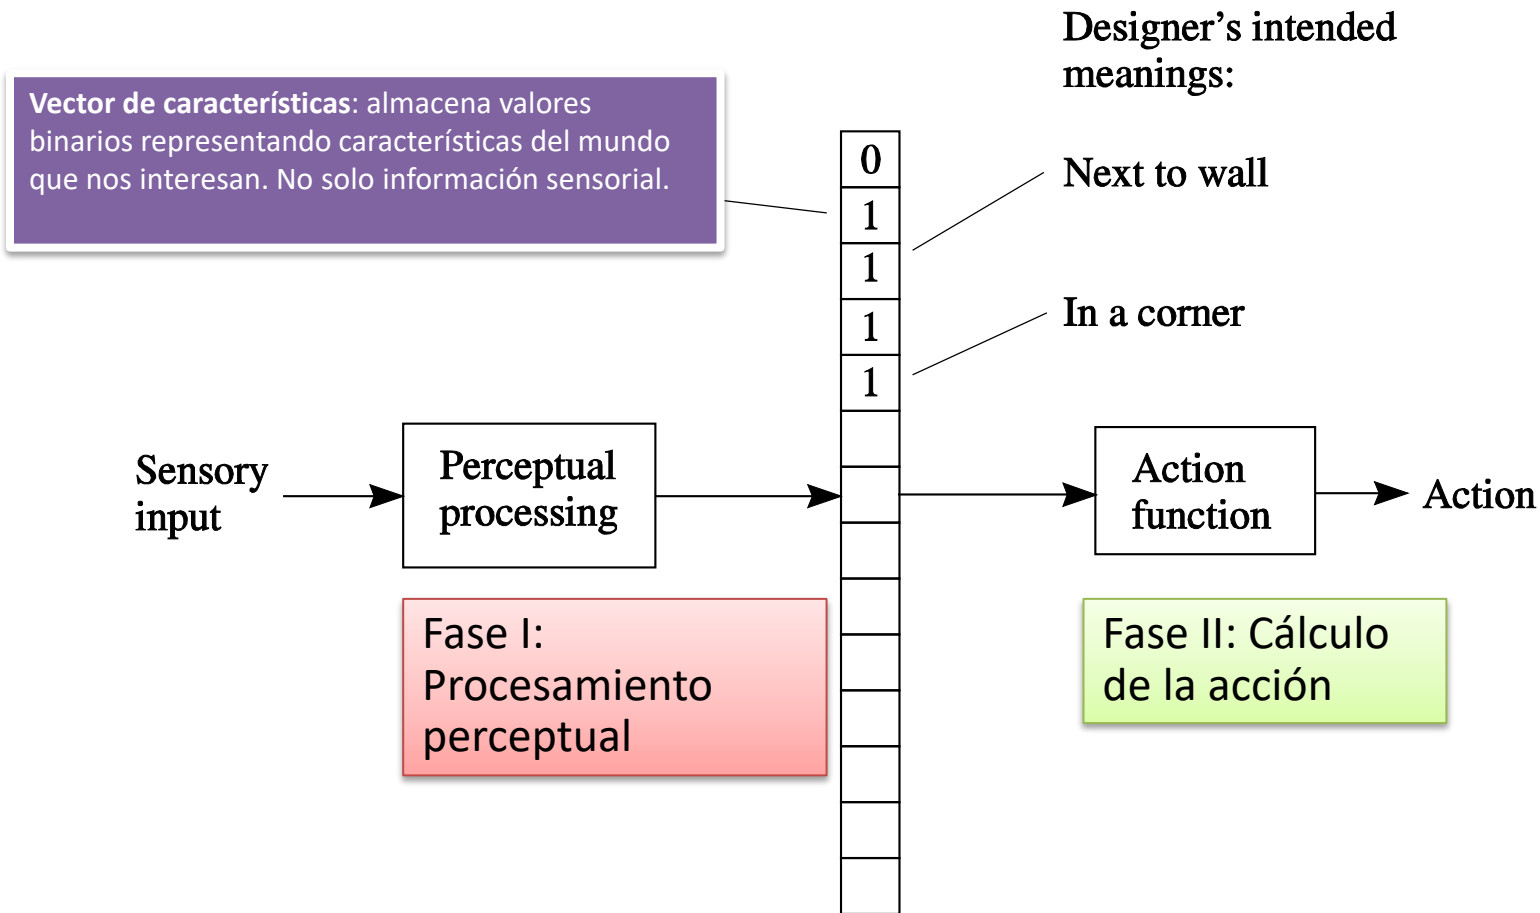 Designer’s intended
meanings:
Vector de características: almacena valores
binarios representando características del mundo
que nos interesan. No solo información sensorial.
0
1
1
1
1
Next to wall
In a corner
Sensory
input
Perceptual
processing
Action
function
Action
Fase I:
Procesamiento
perceptual
Fase II: Cálculo
de la acción